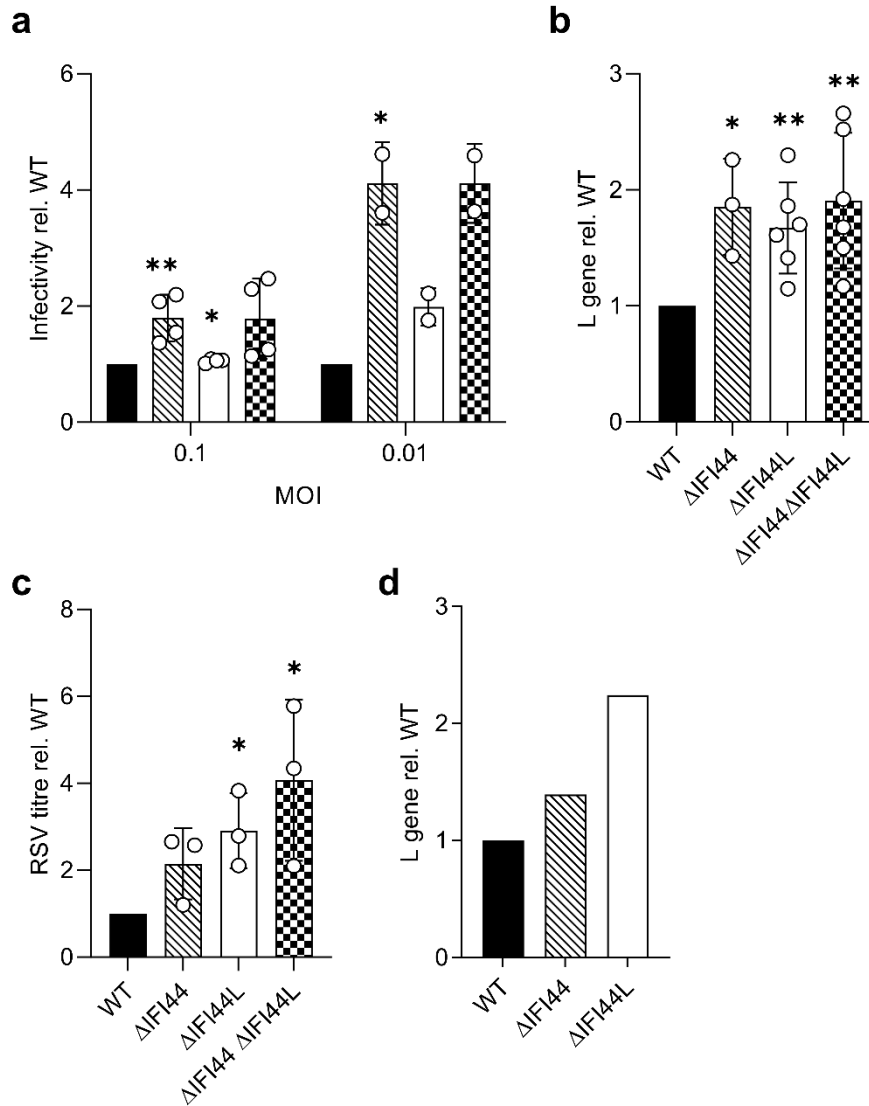 a
6
4
2
0
Infectivity rel. WT
**
*
*
0.1
0.01
MOI
b
3
2
1
0
L gene rel. WT
*
**
**
WT
ΔIFI44
ΔIFI44L
ΔIFI44ΔIFI44L
c
8
6
4
2
0
RSV titre rel. WT
*
*
WT
ΔIFI44
ΔIFI44L
ΔIFI44 ΔIFI44L
d
3
2
1
0
L gene rel. WT
WT
ΔIFI44
ΔIFI44L